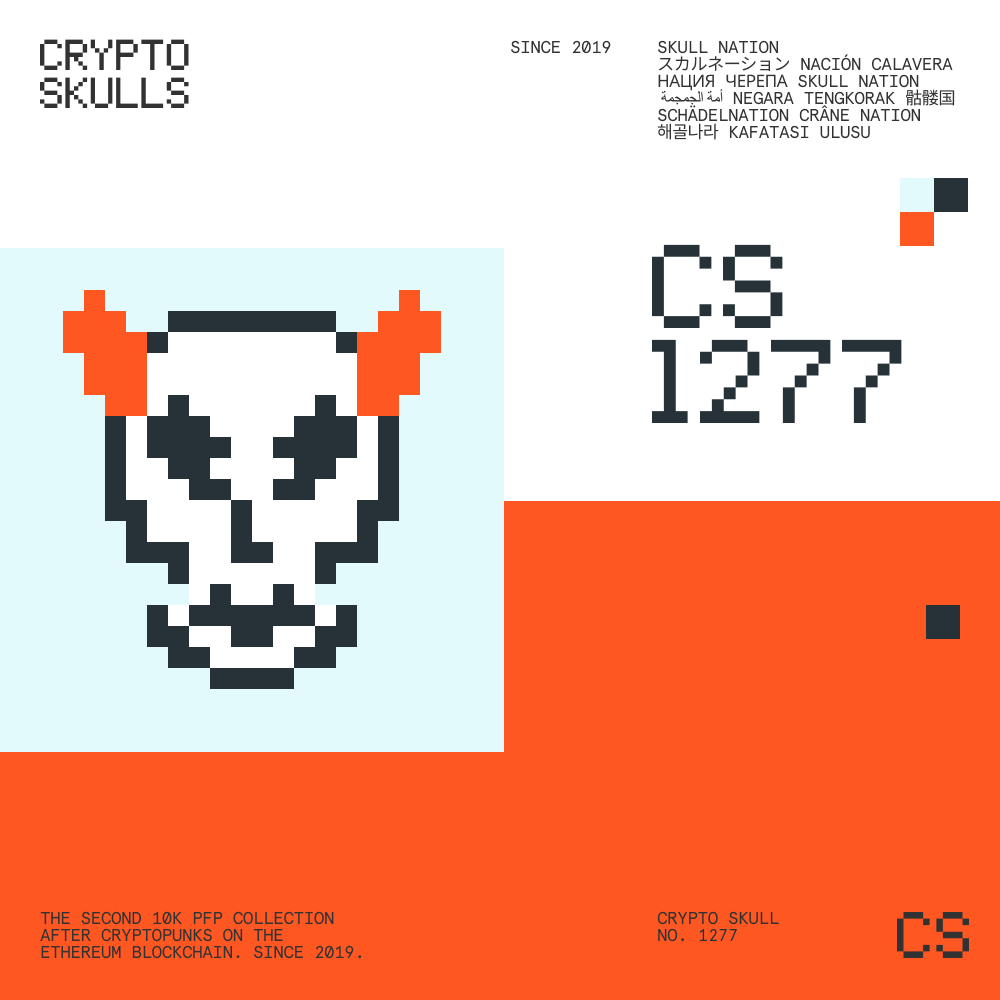 CRYPTO
SKULLS
SINCE 2019
SKULL NATION
スカルネーション NACIÓN CALAVERA
НАЦИЯ ЧЕРЕПА SKULL NATION
أمة الجمجمة NEGARA TENGKORAK 骷髅国
SCHÄDELNATION CRÂNE NATION
해골나라 KAFATASI ULUSU
CS
1277
THE SECOND 10K PFP COLLECTION
AFTER CRYPTOPUNKS ON THE
ETHEREUM BLOCKCHAIN. SINCE 2019.
CRYPTO SKULL
NO. 1277
CS